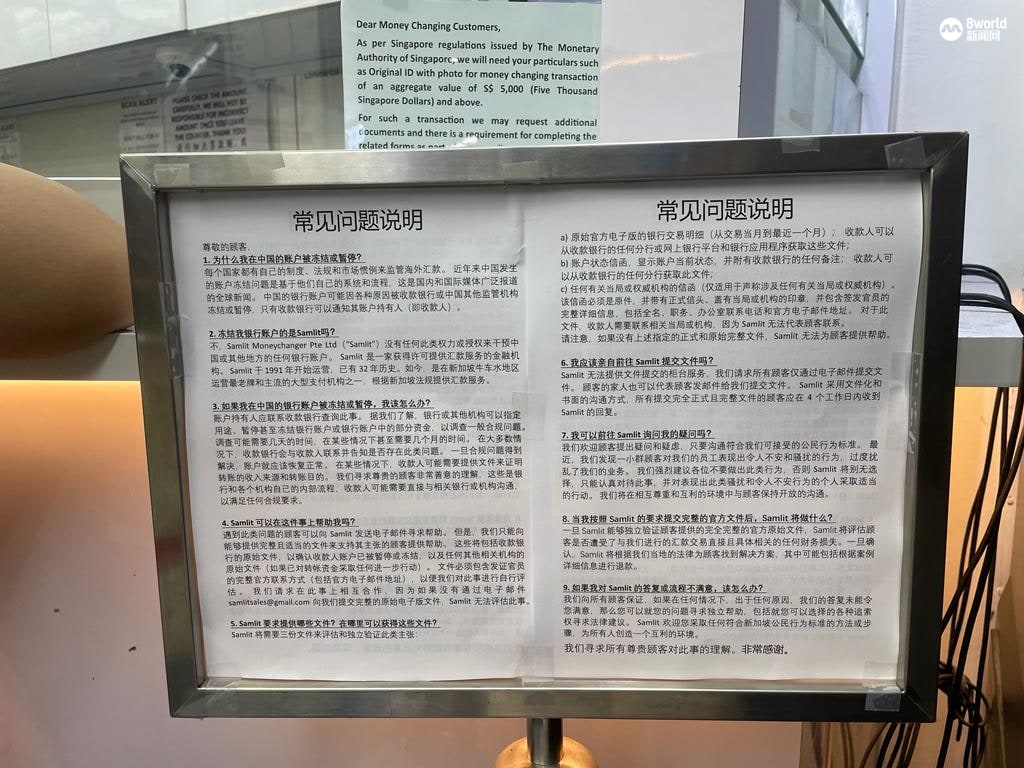 8world
新闻网
Dear Money Changing Customers,
As per Singapore regulations issued by The Monetary
Authority of Singapore, we will need your particulars such
as Original ID with photo for money changing transaction
of an aggregate value of S$ 5,000 (Five Thousand
Singapore Dollars) and above.
For such a transaction we may request additional
documents and there is a requirement for completing the
related forms as part
SCAM ALERT
PLEASE CHECK THE AMOUNT
CAREFULLY. WE WILL NOT BE
RESPONSIBLE FOR INCORRECT
AMOUNT ONCE YOU LEAVE
THE COUNTER. THANK YOU!
常见问题说明
尊敬的顾客,
1. 为什么我在中国的账户被冻结或暂停?
每个国家都有自己的制度、法规和市场惯例来监管海外汇款。 近年来中国发生
的账户冻结问题是基于他们自己的系统和流程，这是国内和国际媒体广泛报道
的全球新闻。 中国的银行账户可能因各种原因被收款银行或中国其他监管机构
冻结或暂停，只有收款银行可以通知其账户持有人（即收款人）。
2. 冻结我银行账户的是Samlit吗?
不，Samlit Moneychanger Pte Ltd（“Samlit”）没有任何此类权力或授权来干预中
国或其他地方的任何银行账户。 Samlit 是一家获得许可提供汇款服务的金融机
构。 Samlit 于 1991 年开始运营，已有 32 年历史。如今，是在新加坡牛车水地区
运营最老牌和主流的大型支付机构之一，根据新加坡法规提供汇款服务。
3. 如果我在中国的银行账户被冻结或暂停，我该怎么办?
账户持有人应联系收款银行查询此事。 据我们了解，银行或其他机构可以指定
用途、暂停甚至冻结银行账户或银行账户中的部分资金，以调查一般合规问题。
调查可能需要几天的时间，在某些情况下甚至需要几个月的时间。 在大多数情
况下，收款银行会与收款人联系并告知是否存在此类问题。 一旦合规问题得到
解决，账户就应该恢复正常。 在某些情况下，收款人可能需要提供文件来证明
转账的收入来源和转账目的。 我们寻求尊贵的顾客非常善意的理解，这些是银
行和各个机构自己的内部流程，收款人可能需要直接与相关银行或机构沟通，
以满足任何合规要求。
4. Samlit 可以在这件事上帮助我吗?
遇到此类问题的顾客可以向 Samlit 发送电子邮件寻求帮助。 但是，我们只能向
能够提供完整且适当的文件来支持其主张的顾客提供帮助。 这些将包括收款银
行的原始文件，以确认收款人账户已被暂停或冻结，以及任何其他相关机构的
原始文件（如果已对转帐资金采取任何进一步行动）。 文件必须包含发证官员
的完整官方联系方式（包括官方电子邮件地址），以便我们对此事进行自行评
估。 我们请求在此事上相互合作，因为如果没有通过电子邮件
samlitsales@gmail.com 向我们提交完整的原始电子版文件，Samlit 无法评估此事。
5. Samlit 要求提供哪些文件? 在哪里可以获得这些文件?
Samlit 将需要三份文件来评估和独立验证此类主张:
常见问题说明
a) 原始官方电子版的银行交易明细（从交易当月到最近一个月）； 收款人可以
从收款银行的任何分行或网上银行平台和银行应用程序获取这些文件；
b) 账户状态信函，显示账户当前状态，并附有收款银行的任何备注； 收款人可
以从收款银行的任何分行获取此文件；
c) 任何有关当局或权威机构的信函（仅适用于声称涉及任何有关当局或权威机构）。
该信函必须是原件，并带有正式信头、盖有当局或机构的印章，并包含签发官员的
完整详细信息，包括全名、职务、办公室联系电话和官方电子邮件地址。 对于此
文件，收款人需要联系相关当局或机构，因为 Samlit 无法代表顾客联系。
请注意，如果没有上述指定的正式和原始完整文件，Samlit 无法为顾客提供帮助。
6. 我应该亲自前往 Samlit 提交文件吗?
Samlit 无法提供文件提交的柜台服务，我们请求所有顾客仅通过电子邮件提交文
件。 顾客的家人也可以代表顾客发邮件给我们提交文件。 Samlit 采用文件化和
书面的沟通方式，所有提交完全正式且完整文件的顾客应在 4 个工作日内收到
Samlit 的回复。
7. 我可以前往 Samlit 询问我的疑问吗?
我们欢迎顾客提出疑问和疑虑，只要沟通符合我们可接受的公民行为标准。 最
近，我们发现一小群顾客对我们的员工表现出令人不安和骚扰的行为，过度扰
乱了我们的业务。 我们强烈建议各位不要做出此类行为，否则 Samlit 将别无选
择，只能认真对待此事，并对表现出此类骚扰和令人不安行为的个人采取适当
的行动。 我们将在相互尊重和互利的环境中与顾客保持开放的沟通。
8. 当我按照 Samlit 的要求提交完整的官方文件后，Samlit 将做什么?
一旦 Samlit 能够独立验证顾客提供的完全完整的官方原始文件，Samlit 将评估顾
客是否遭受了与我们进行的汇款交易直接且具体相关的任何财务损失。一旦确
认，Samlit 将根据我们当地的法律为顾客找到解决方案，其中可能包括根据案例
详细信息进行退款。
9. 如果我对 Samlit 的答复或流程不满意，该怎么办?
我们向所有顾客保证，如果在任何情况下，出于任何原因，我们的答复未能令
您满意，那么您可以就您的问题寻求独立帮助，包括就您可以选择的各种追索
权寻求法律建议。 Samlit 欢迎您采取任何符合新加坡公民行为标准的方法或步
骤，为所有人创造一个互利的环境。
我们寻求所有尊贵顾客对此事的理解。非常感谢。